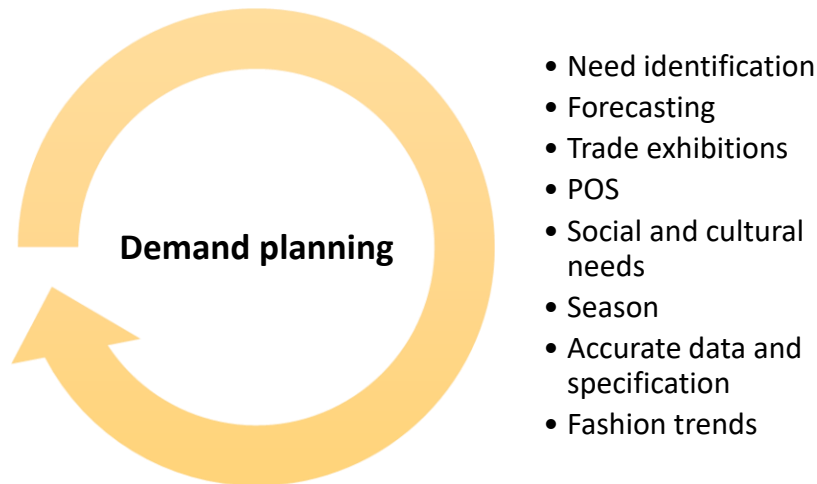 Demand planning
• Need identification
• Forecasting
• Trade exhibitions
• POS
• Social and cultural
needs
• Season
• Accurate data and
specification
• Fashion trends